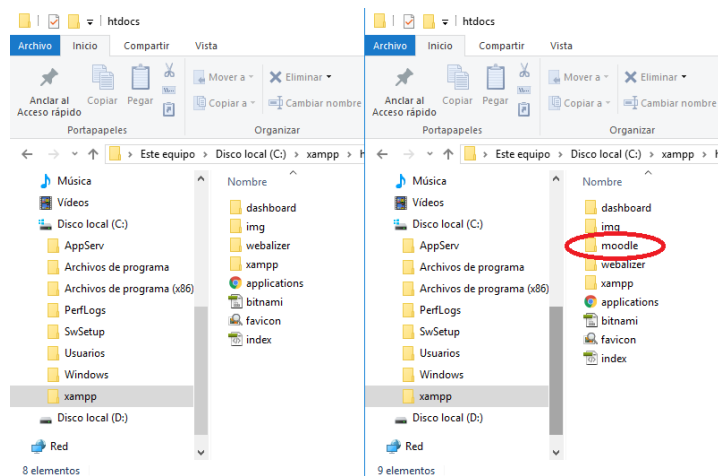 htdocs
Archivo Inicio Compartir Vista
Anclar al Acceso rápido
Copiar
Pegar
Mover a
Copiar a
Eliminar
Cambiar nombre
Portapapeles
Organizar
Este equipo > Disco local (C:) > xampp >
Música
Vídeos
Disco local (C:)
AppServ
Archivos de programa
Archivos de programa (x86)
PerfLogs
SwSetup
Usuarios
Windows
xampp
Disco local (D:)
Red
Nombre
dashboard
img
webalizer
xampp
applications
bitnami
favicon
index
8 elementos
htdocs
Archivo Inicio Compartir Vista
Anclar al Acceso rápido
Copiar
Pegar
Mover a
Copiar a
Eliminar
Cambiar nombre
Portapapeles
Organizar
Este equipo > Disco local (C:) > xampp >
Música
Vídeos
Disco local (C:)
AppServ
Archivos de programa
Archivos de programa (x86)
PerfLogs
SwSetup
Usuarios
Windows
xampp
Disco local (D:)
Red
Nombre
dashboard
img
moodle
webalizer
xampp
applications
bitnami
favicon
index
9 elementos